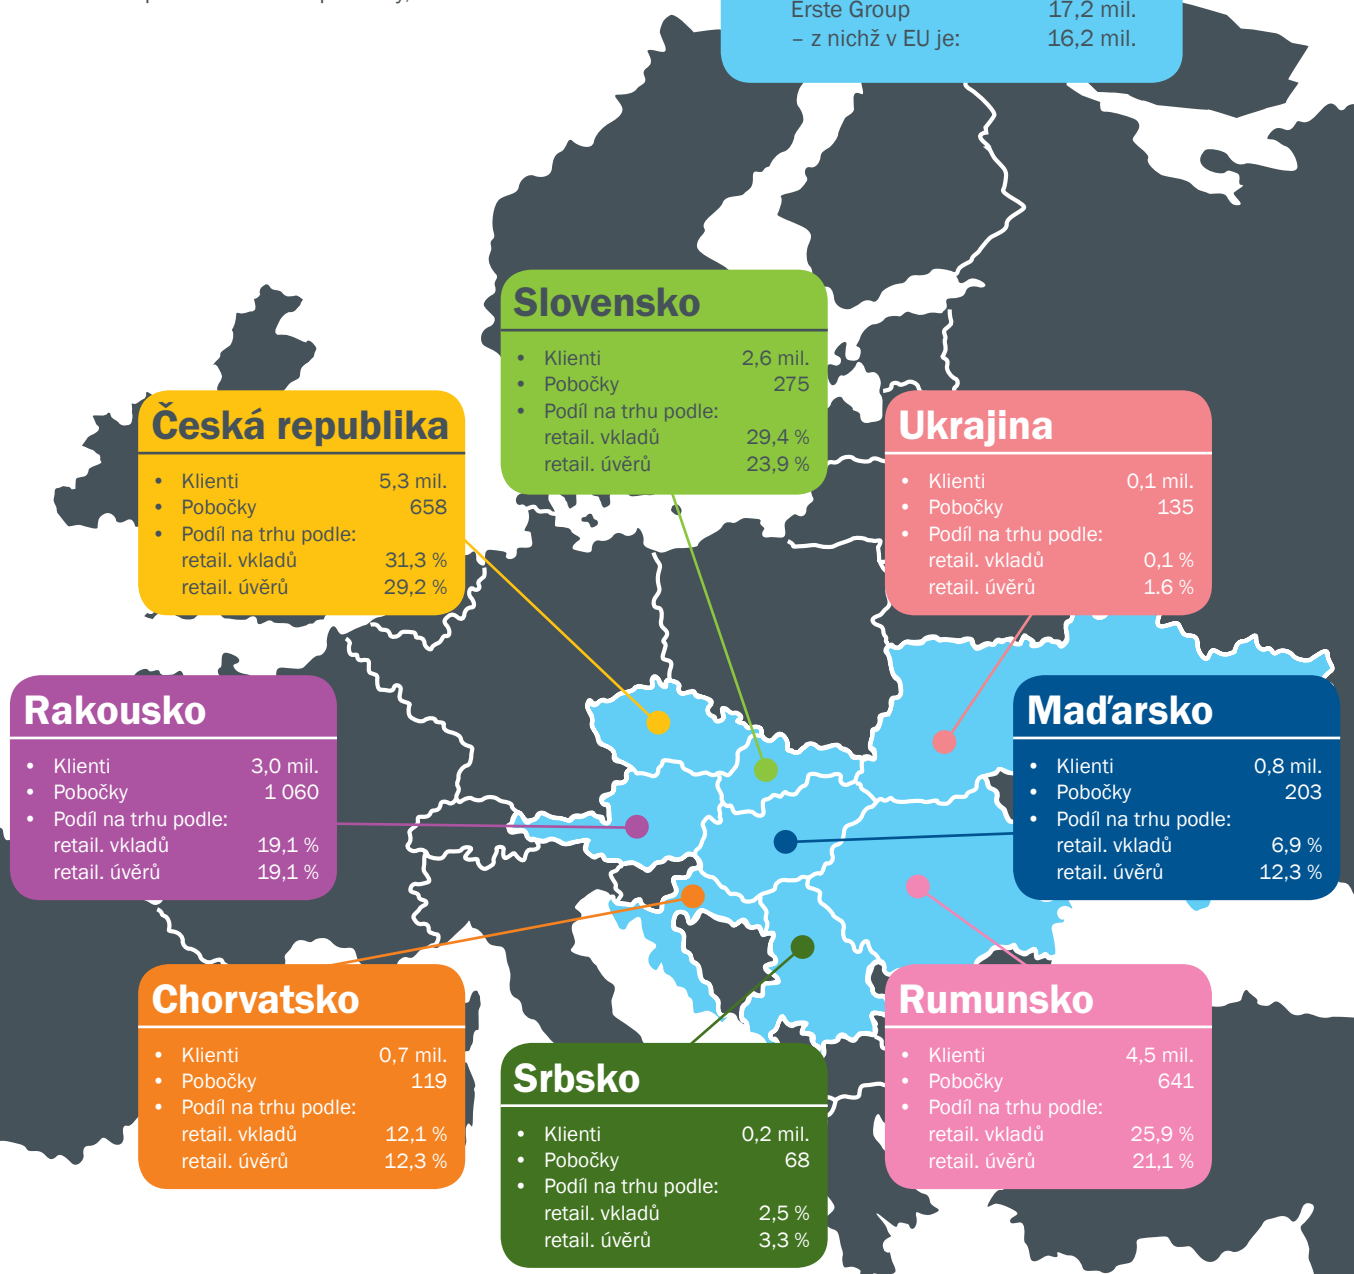 Erste Group 17,2 mil.
– z nichž v EU je: 16,2 mil.
Slovensko
• Klienti 2,6 mil.
• Pobočky 275
• Podíl na trhu podle:
retail. vkladů 29,4 %
retail. úvěrů 23,9 %
Česká republika
• Klienti 5,3 mil.
• Pobočky 658
• Podíl na trhu podle:
retail. vkladů 31,3 %
retail. úvěrů 29,2 %
Ukrajina
• Klienti 0,1 mil.
• Pobočky 135
• Podíl na trhu podle:
retail. vkladů 0,1 %
retail. úvěrů 1.6 %
Rakousko
• Klienti 3,0 mil.
• Pobočky 1 060
• Podíl na trhu podle:
retail. vkladů 19,1 %
retail. úvěrů 19,1 %
Maďarsko
• Klienti 0,8 mil.
• Pobočky 203
• Podíl na trhu podle:
retail. vkladů 6,9 %
retail. úvěrů 12,3 %
Chorvatsko
• Klienti 0,7 mil.
• Pobočky 119
• Podíl na trhu podle:
retail. vkladů 12,1 %
retail. úvěrů 12,3 %
Srbsko
• Klienti 0,2 mil.
• Pobočky 68
• Podíl na trhu podle:
retail. vkladů 2,5 %
retail. úvěrů 3,3 %
Rumunsko
• Klienti 4,5 mil.
• Pobočky 641
• Podíl na trhu podle:
retail. vkladů 25,9 %
retail. úvěrů 21,1 %